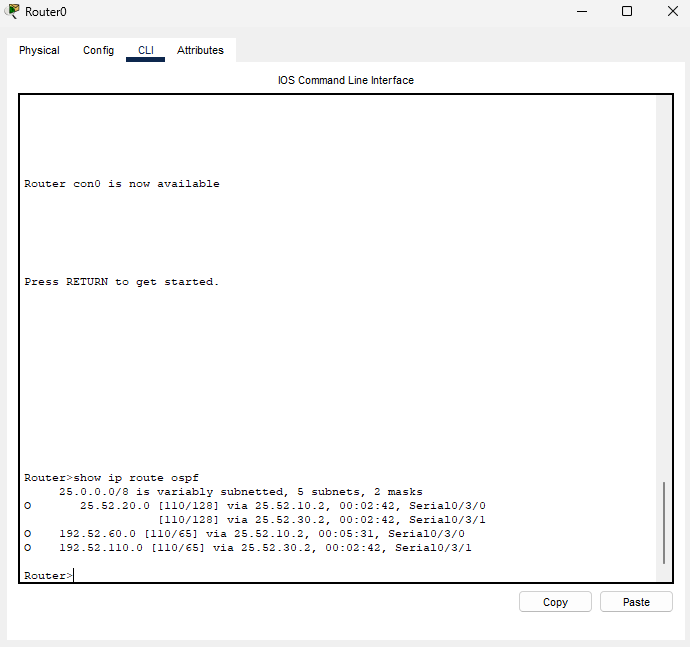 Router0
Physical Config CLI Attributes
IOS Command Line Interface
Router con0 is now available
Press RETURN to get started.
Router>show ip route ospf
     25.0.0.0/8 is variably subnetted, 5 subnets, 2 masks
O       25.52.20.0 [110/128] via 25.52.10.2, 00:02:42, Serial0/3/0
                   [110/128] via 25.52.30.2, 00:02:42, Serial0/3/1
O    192.52.60.0 [110/65] via 25.52.10.2, 00:05:31, Serial0/3/0
O    192.52.110.0 [110/65] via 25.52.30.2, 00:02:42, Serial0/3/1
Router>
Copy Paste